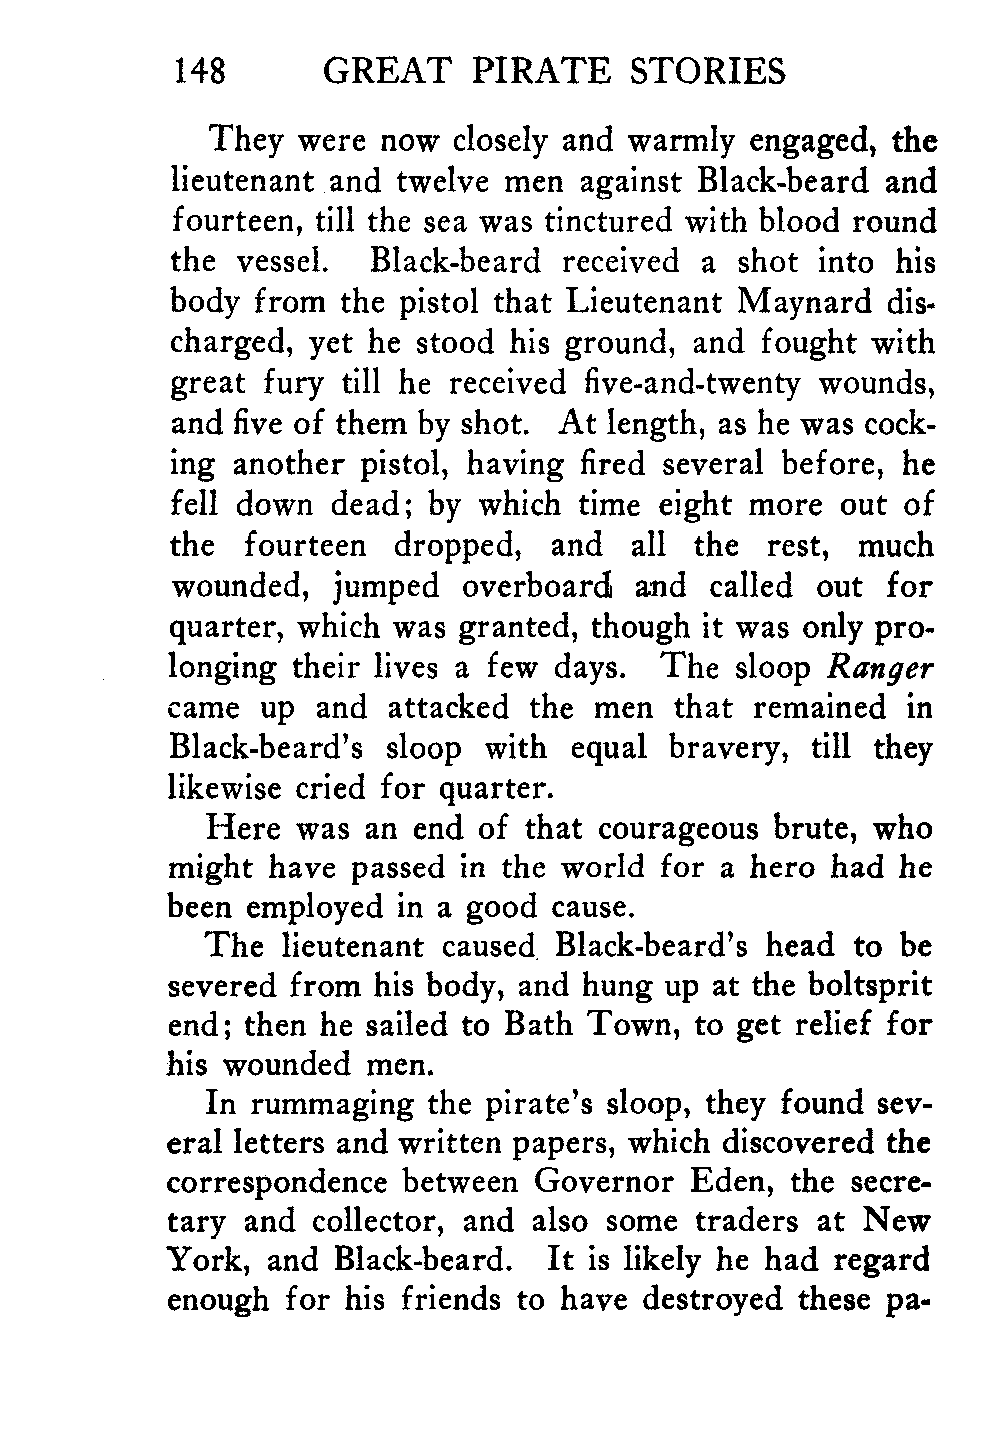 148 GREAT PIRATE STORIES
They were now closely and warmly engaged, the
lieutenant and twelve men against Black-beard and
fourteen, till the sea was tinctured with blood round
the vessel. Black-beard received a shot into his
body from the pistol that Lieutenant Maynard dis-
charged, yet he stood his ground, and fought with
great fury till he received five-and-twenty wounds,
and five of them by shot. At length, as he was cock-
ing another pistol, having fired several before, he
fell down dead; by which time eight more out of
the fourteen dropped, and all the rest, much
wounded, jumped overboard and called out for
quarter, which was granted, though it was only pro-
longing their lives a few days. The sloop Ranger
came up and attacked the men that remained in
Black-beard's sloop with equal bravery, till they
likewise cried for quarter.
Here was an end of that courageous brute, who
might have passed in the world for a hero had he
been employed in a good cause.
The lieutenant caused Black-beard's head to be
severed from his body, and hung up at the boltsprit
end; then he sailed to Bath Town, to get relief for
his wounded men.
In rummaging the pirate's sloop, they found sev-
eral letters and written papers, which discovered the
correspondence between Governor Eden, the secre-
tary and collector, and also some traders at New
York, and Black-beard. It is likely he had regard
enough for his friends to have destroyed these pa-